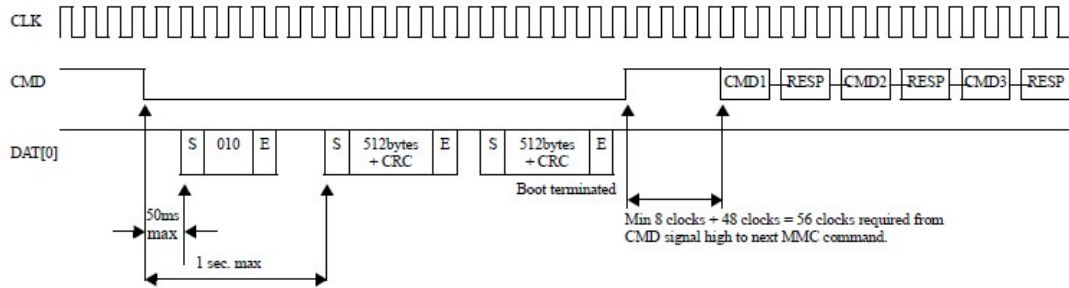 CLK
CMD
CMD1 RESP CMD2 RESP CMD3 RESP
DAT[0]
S 010 E S 512bytes + CRC E S 512bytes + CRC E
Boot terminated
50ms
max
Min 8 clocks + 48 clocks = 56 clocks required from
CMD signal high to next MMC command.
1 sec. max